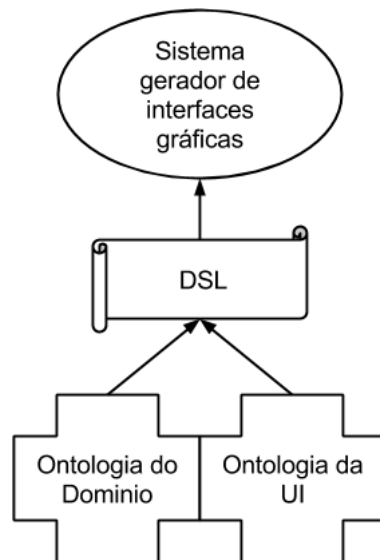 Sistema
gerador de
interfaces
gráficas
DSL
Ontologia do
Dominio
Ontologia da
UI